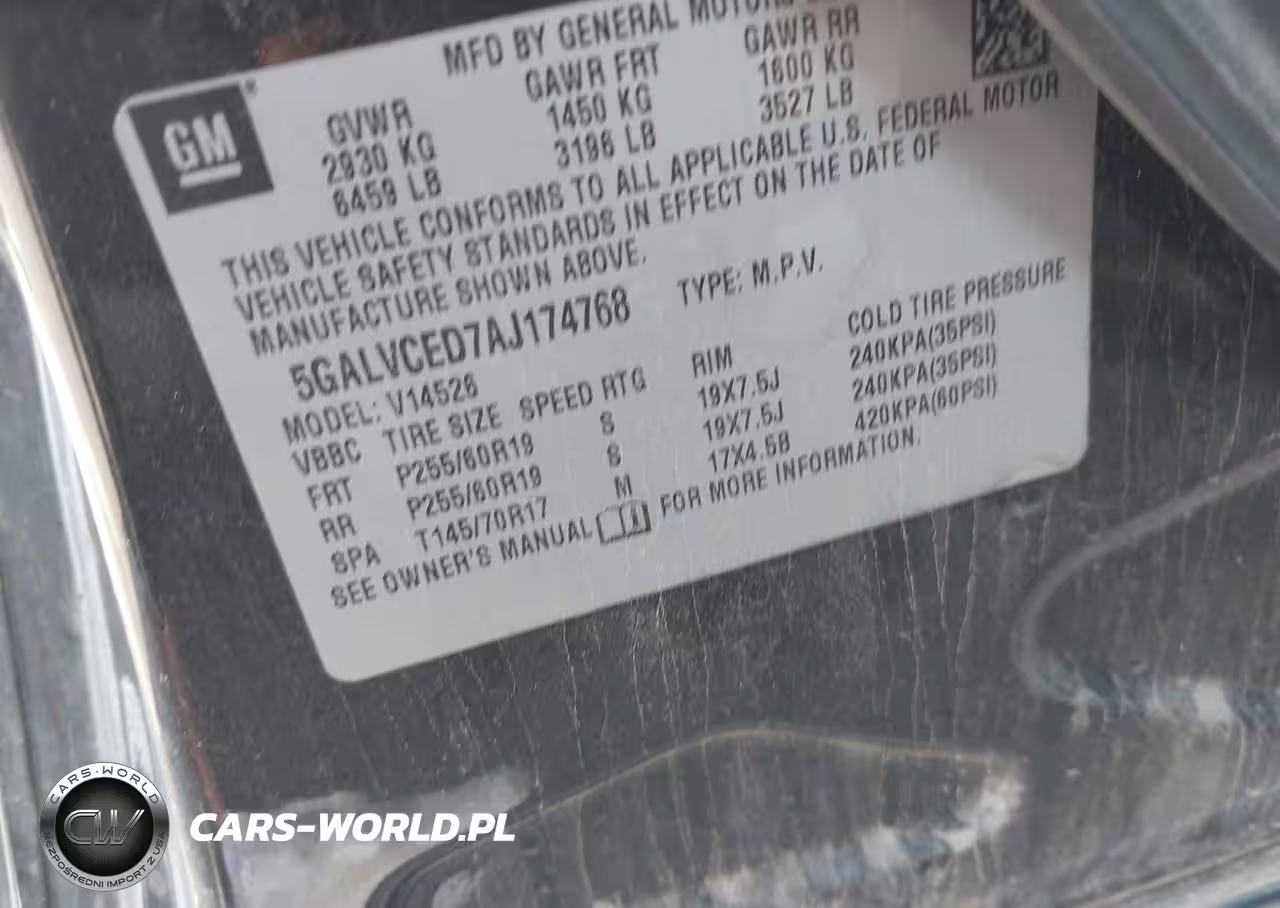 MFD BY GENERAL MOTORS
GM
GVWR GAWR FRT GAWR RR
2930 KG 1450 KG 1600 KG
6459 LB 3196 LB 3527 LB
THIS VEHICLE CONFORMS TO ALL APPLICABLE U.S. FEDERAL MOTOR
VEHICLE SAFETY STANDARDS IN EFFECT ON THE DATE OF
MANUFACTURE SHOWN ABOVE.
5GALVCED7AJ174768 TYPE: M.P.V.
MODEL: V14526
VBBC TIRE SIZE SPEED RTG RIM COLD TIRE PRESSURE
FRT P255/60R19 S 19X7.5J 240KPA(35PSI)
RR P255/60R19 S 19X7.5J 240KPA(35PSI)
SPA T145/70R17 M 17X4.5B 420KPA(60PSI)
SEE OWNER'S MANUAL FOR MORE INFORMATION.
CARS-WORLD
CW
BEZPOŚREDNI IMPORT Z USA
CARS-WORLD.PL